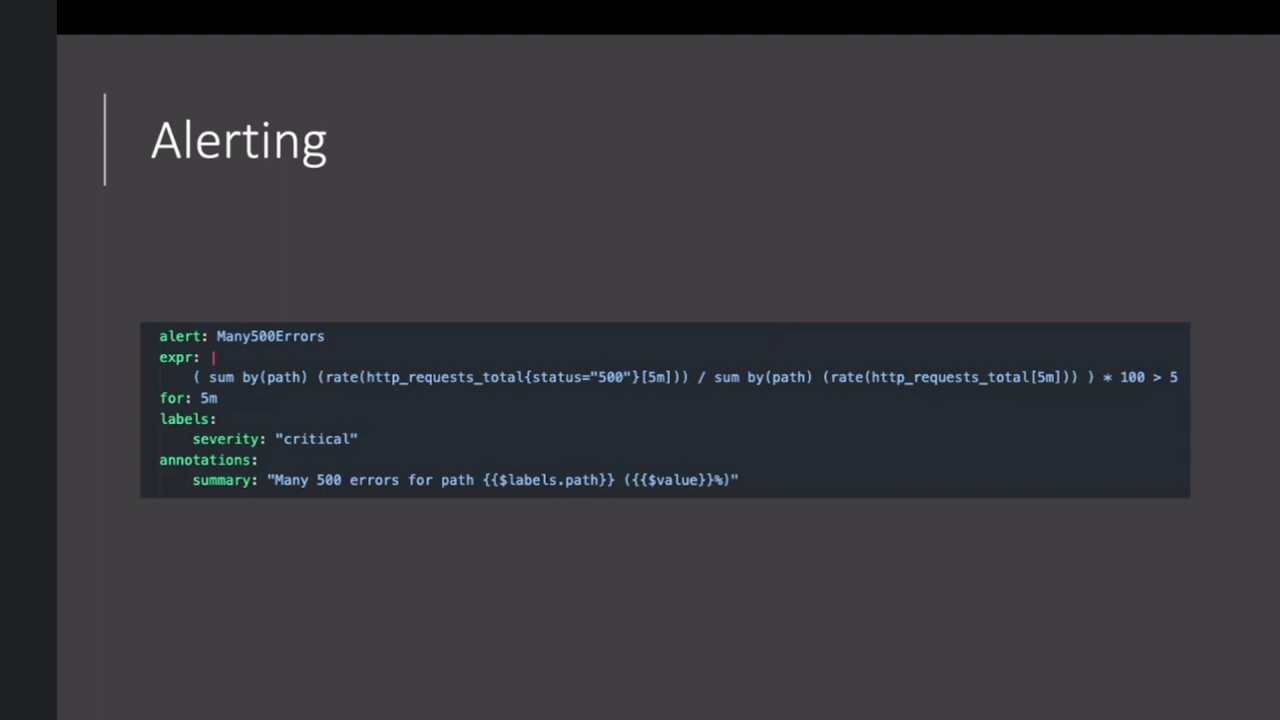 Alerting
alert: Many500Errors
expr: |
( sum by(path) (rate(http_requests_total{status="500"}[5m])) / sum by(path) (rate(http_requests_total[5m])) ) * 100 > 5
for: 5m
labels:
severity: "critical"
annotations:
summary: "Many 500 errors for path {{$labels.path}} ({{$value}}%)"